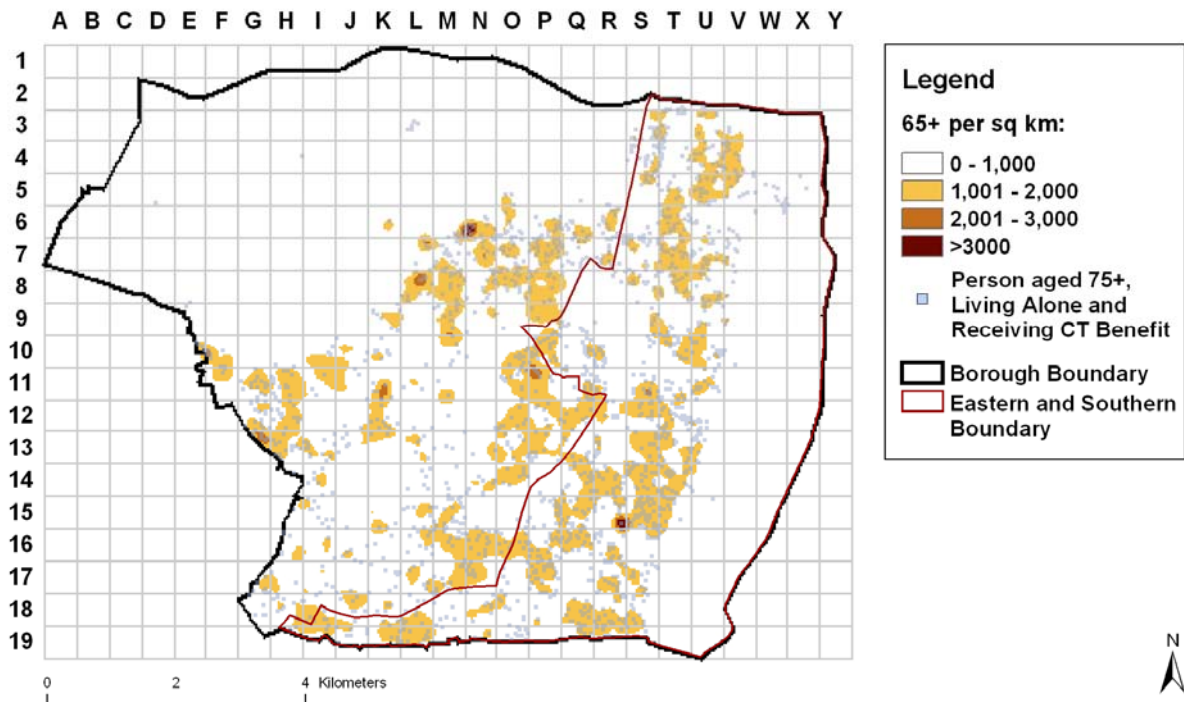 A B C D E F G H I J K L M N O P Q R S T U V W X Y
1
2
3
4
5
6
7
8
9
10
11
12
13
14
15
16
17
18
19
0 2 4 Kilometers
Legend
65+ per sq km:
0 - 1,000
1,001 - 2,000
2,001 - 3,000
>3000
Person aged 75+,
Living Alone and
Receiving CT Benefit
Borough Boundary
Eastern and Southern
Boundary
N